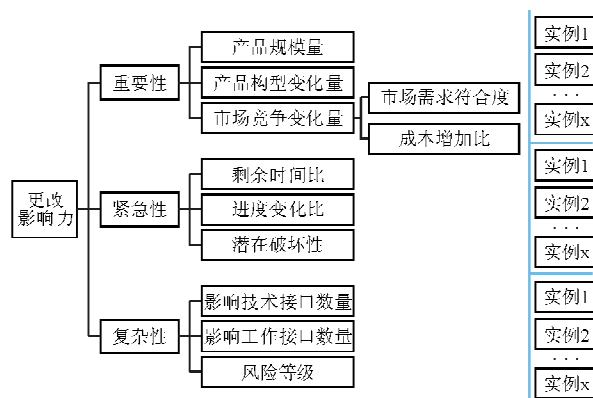 更改
影响力
重要性
产品规模量
产品构型变化量
市场竞争变化量
市场需求符合度
成本增加比
紧急性
剩余时间比
进度变化比
潜在破坏性
复杂性
影响技术接口数量
影响工作接口数量
风险等级
实例1
实例2
...
实例x
实例1
实例2
...
实例x
实例1
实例2
...
实例x